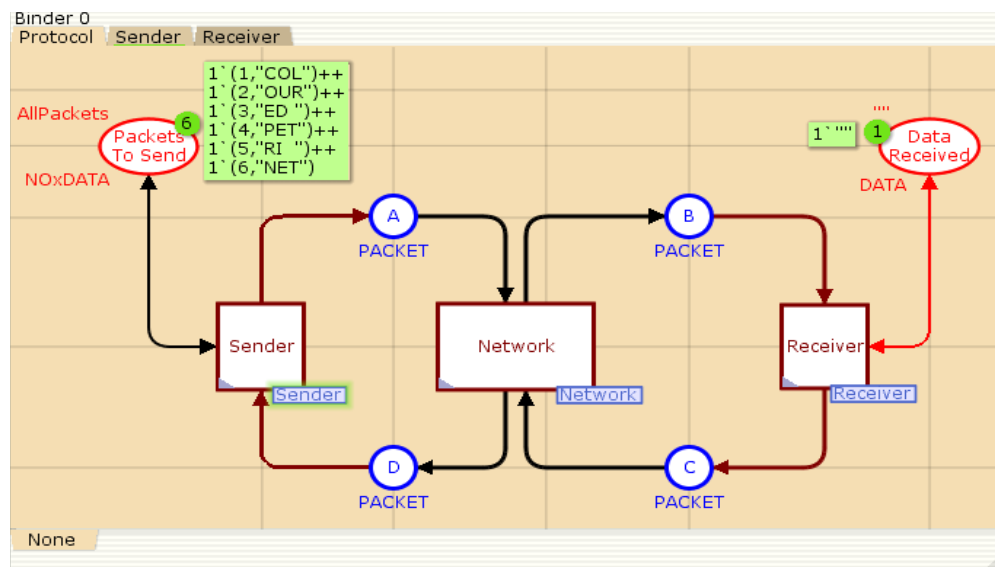 Binder 0
Protocol Sender Receiver
AllPackets
Packets
To Send
6
1`(1,"COL")++
1`(2,"OUR")++
1`(3,"ED ")++
1`(4,"PET")++
1`(5,"RI  ")++
1`(6,"NET")
NOxDATA
""
1`""
1
Data
Received
DATA
A
PACKET
B
PACKET
Sender
Sender
Network
Network
Receiver
Receiver
D
PACKET
C
PACKET
None